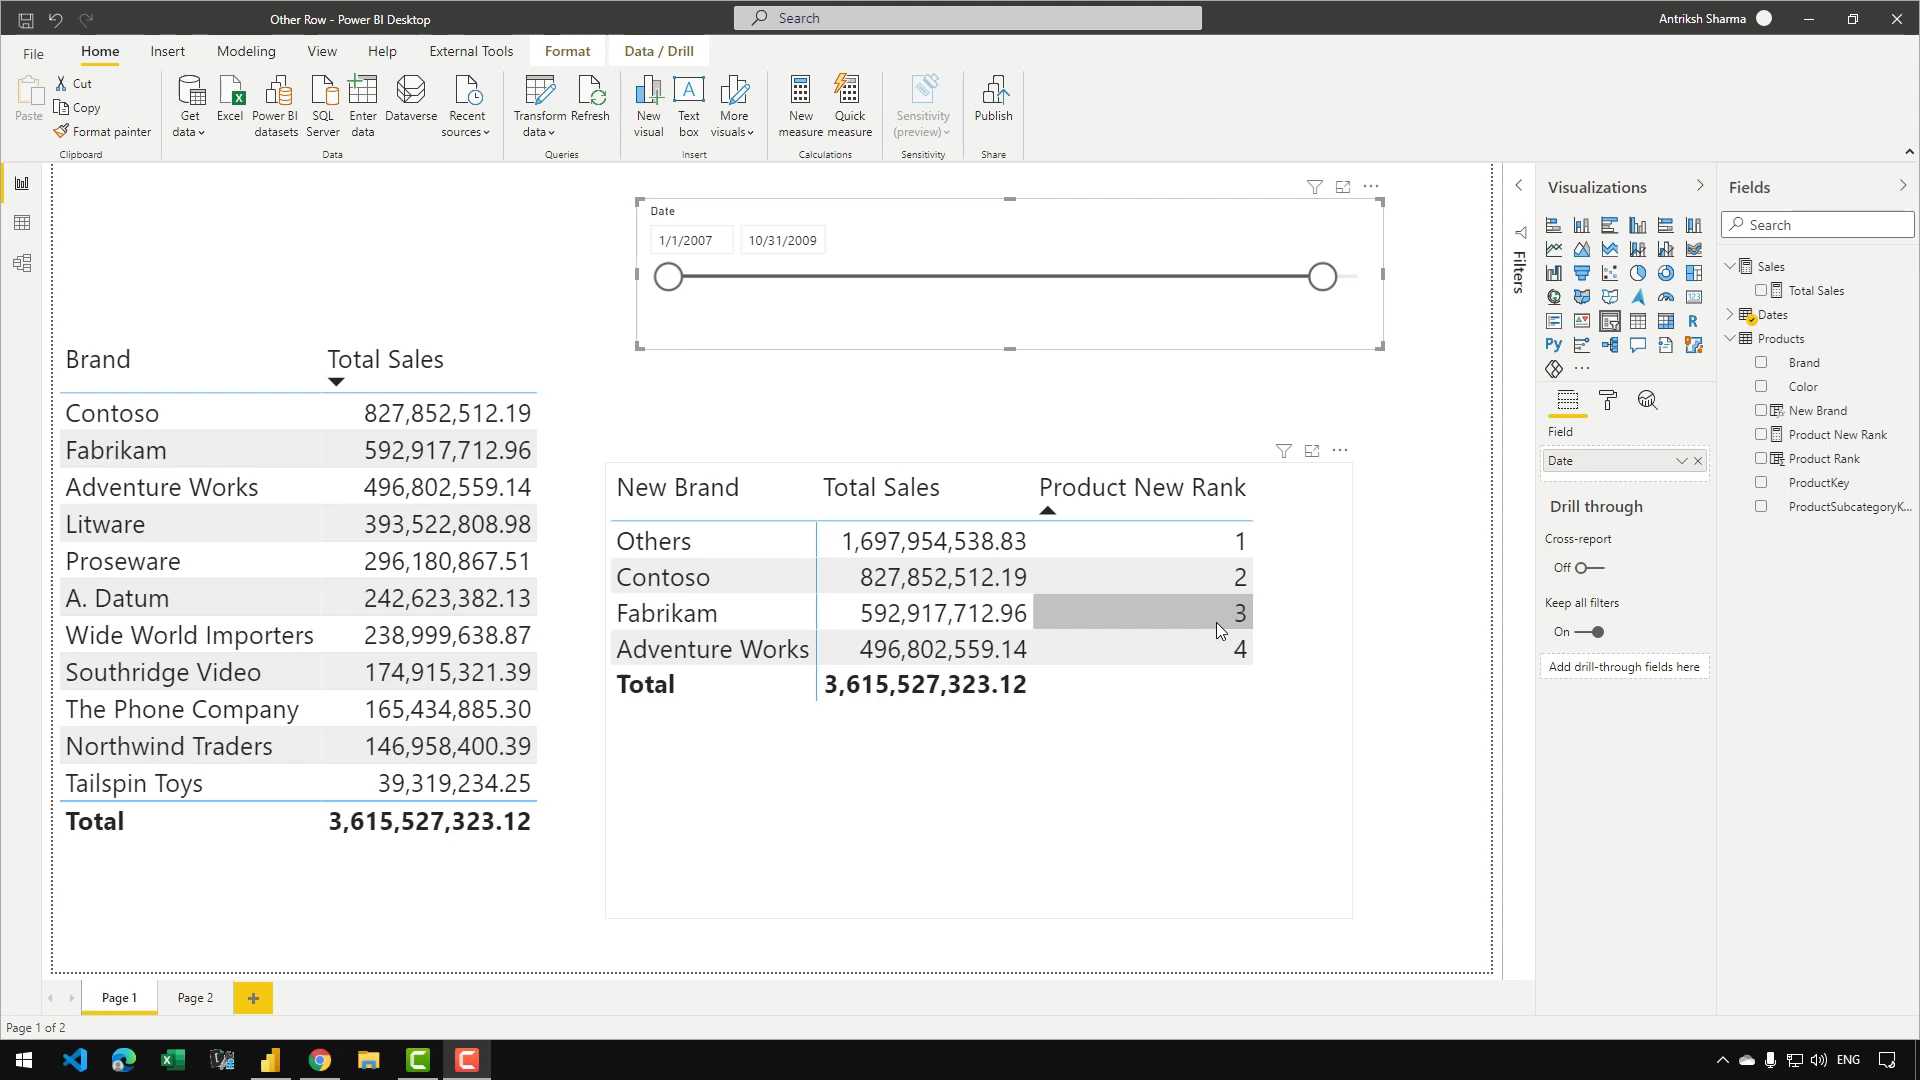 Other Row - Power BI Desktop
Search
Antriksh Sharma
File
Home
Insert
Modeling
View
Help
External Tools
Format
Data / Drill
Paste
Cut
Copy
Format painter
Clipboard
Get data
Excel
Power BI datasets
SQL Server
Enter data
Dataverse
Recent sources
Data
Transform data
Refresh
Queries
New visual
Text box
More visuals
Insert
New measure
Quick measure
Calculations
Sensitivity (preview)
Sensitivity
Publish
Share
Date
1/1/2007 10/31/2009
Brand Total Sales
Contoso 827,852,512.19
Fabrikam 592,917,712.96
Adventure Works 496,802,559.14
Litware 393,522,808.98
Proseware 296,180,867.51
A. Datum 242,623,382.13
Wide World Importers 238,999,638.87
Southridge Video 174,915,321.39
The Phone Company 165,434,885.30
Northwind Traders 146,958,400.39
Tailspin Toys 39,319,234.25
Total 3,615,527,323.12
New Brand Total Sales Product New Rank
Others 1,697,954,538.83 1
Contoso 827,852,512.19 2
Fabrikam 592,917,712.96 3
Adventure Works 496,802,559.14 4
Total 3,615,527,323.12
Filters
Visualizations
R
Py
123
Field
Date
Drill through
Cross-report
Off
Keep all filters
On
Add drill-through fields here
Fields
Search
Sales
Total Sales
Dates
Products
Brand
Color
New Brand
Product New Rank
Product Rank
ProductKey
ProductSubcategoryK...
Page 1
Page 2
Page 1 of 2
ENG